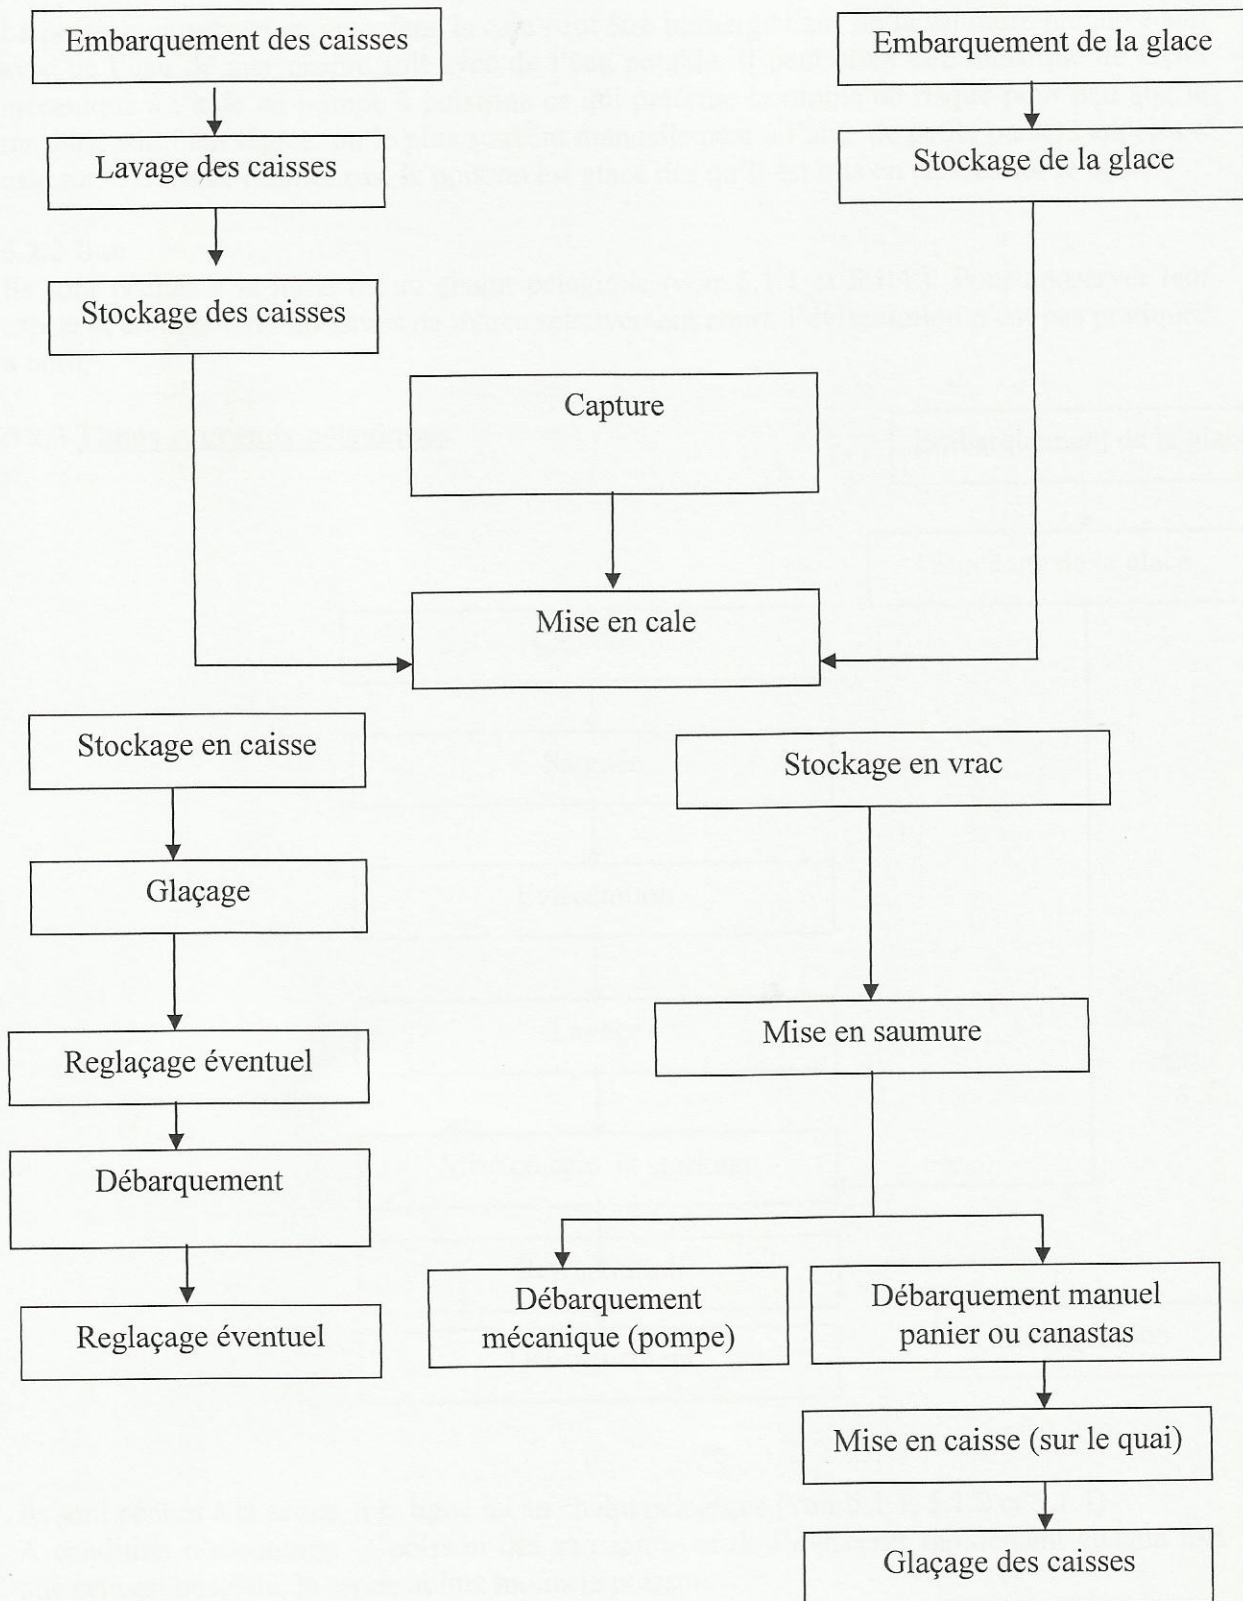 Embarquement des caisses
Embarquement de la glace
Lavage des caisses
Stockage de la glace
Stockage des caisses
Capture
Mise en cale
Stockage en caisse
Stockage en vrac
Glaçage
Mise en saumure
Reglaçage éventuel
Débarquement
Débarquement
mécanique (pompe)
Débarquement manuel
panier ou canastas
Reglaçage éventuel
Mise en caisse (sur le quai)
Glaçage des caisses